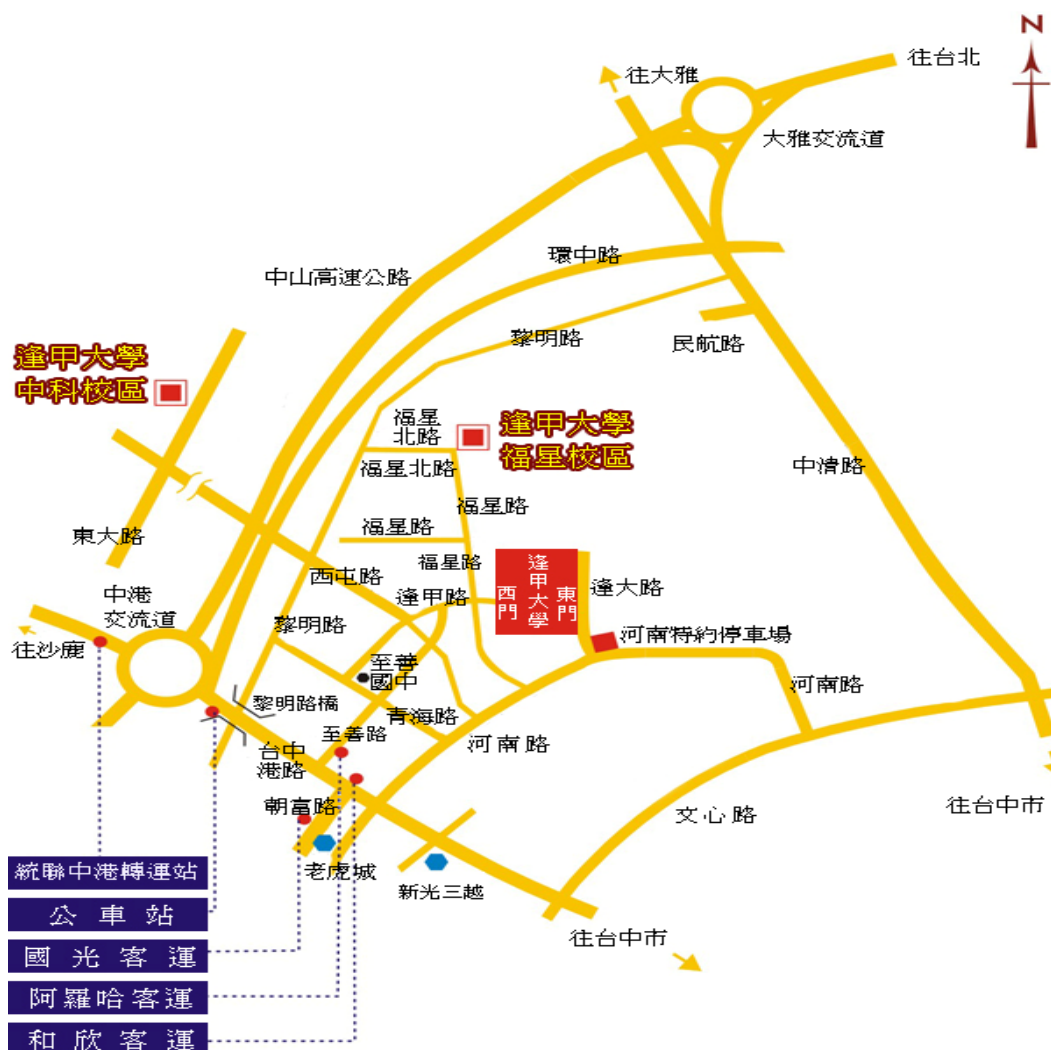 N
往台北
往大雅
大雅交流道
環中路
中山高速公路
黎明路
民航路
逢甲大學
中科校區
福星
北路
逢甲大學
福星校區
福星北路
中清路
福星路
東大路
福星路
福星路
西屯路
逢甲大學
西門
東門
逢甲路
逢大路
中港
交流道
黎明路
河南特約停車場
往沙鹿
至善
國中
河南路
黎明路橋
青海路
至善路
河南路
台中
港路
朝富路
文心路
往台中市
老虎城
新光三越
往台中市
統聯中港轉運站
公車站
國光客運
阿羅哈客運
和欣客運